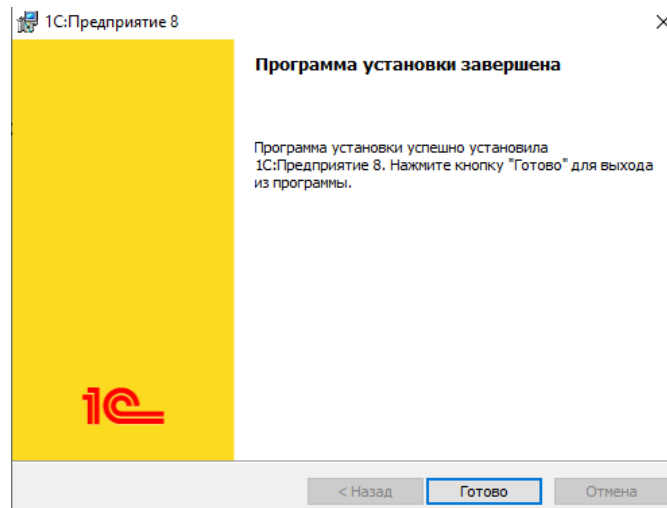 1С:Предприятие 8
Программа установки завершена
Программа установки успешно установила
1С:Предприятие 8. Нажмите кнопку "Готово" для выхода
из программы.
1С
< Назад
Готово
Отмена